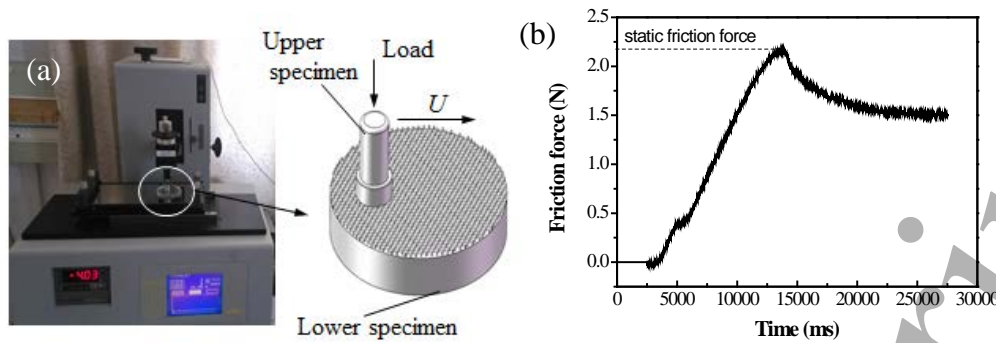 (a)
Upper
specimen
Load
U
Lower specimen
-403
(b)
static friction force
Friction force (N)
2.5
2.0
1.5
1.0
0.5
0.0
0
5000
10000
15000
20000
25000
30000
Time (ms)